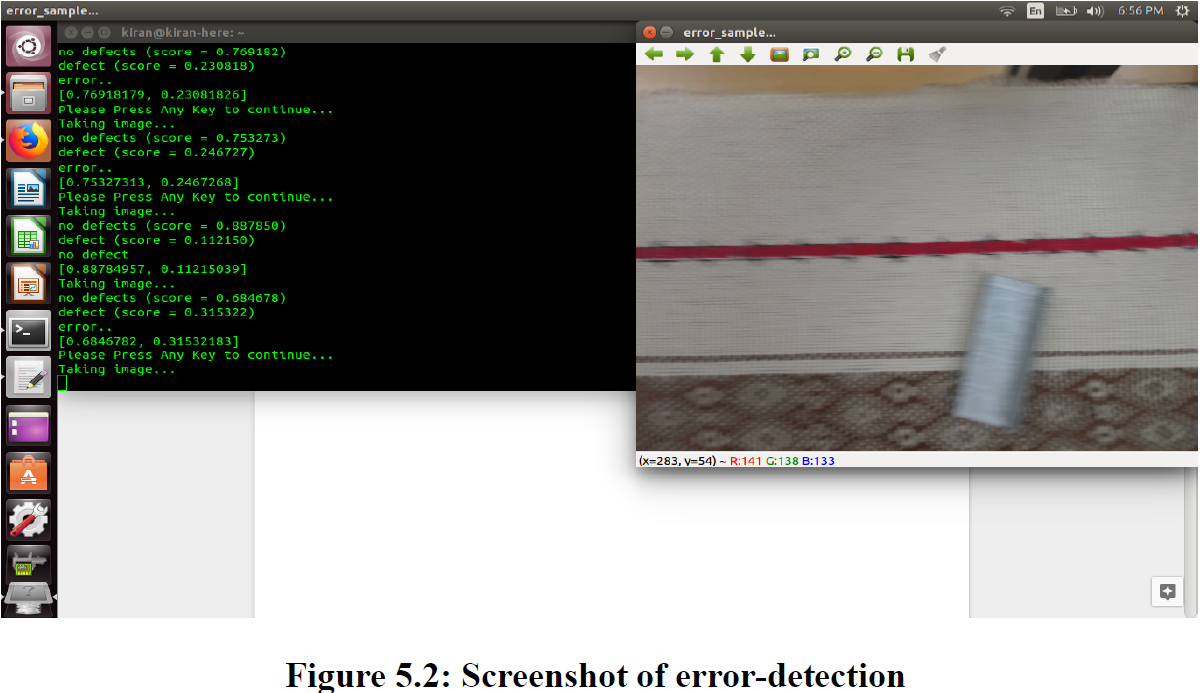 error_sample...
En
6:56 PM
kiran@kiran-here: ~
no defects (score = 0.769182)
defect (score = 0.230818)
error..
[0.76918179, 0.23081826]
Please Press Any Key to continue...
Taking image...
no defects (score = 0.753273)
defect (score = 0.246727)
error..
[0.75327313, 0.2467268]
Please Press Any Key to continue...
Taking image...
no defects (score = 0.887850)
defect (score = 0.112150)
no defect
[0.88784957, 0.11215039]
Taking image...
no defects (score = 0.684678)
defect (score = 0.315322)
error..
[0.6846782, 0.31532183]
Please Press Any Key to continue...
Taking image...
error_sample...
(x=283, y=54) ~ R:141 G:138 B:133
Figure 5.2: Screenshot of error-detection